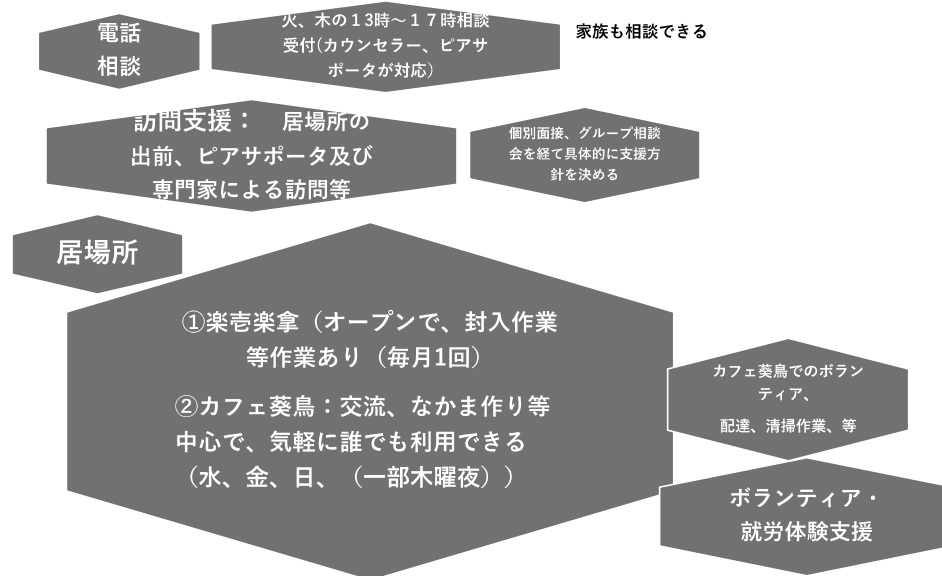 電話
相談
火、木の13時～17時相談
受付(カウンセラー、ピアサ
ポータが対応）
家族も相談できる
訪問支援：　居場所の
出前、ピアサポータ及び
専門家による訪問等
個別面接、グループ相談
会を経て具体的に支援方
針を決める
居場所
①楽壱楽拿（オープンで、封入作業
等作業あり（毎月1回）
②カフェ葵鳥：交流、なかま作り等
中心で、気軽に誰でも利用できる
（水、金、日、（一部木曜夜））
カフェ葵鳥でのボラン
ティア、
配達、清掃作業、等
ボランティア・
就労体験支援